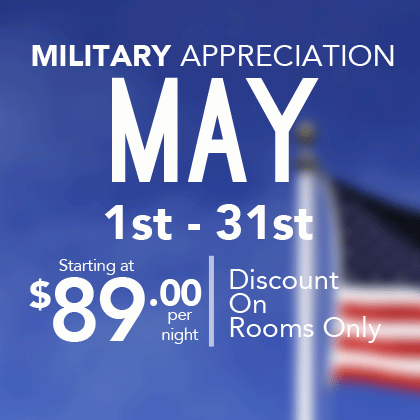 MILITARY APPRECIATION
MAY
1st - 31st
Starting at
$89.00
per
night
Discount
On
Rooms Only